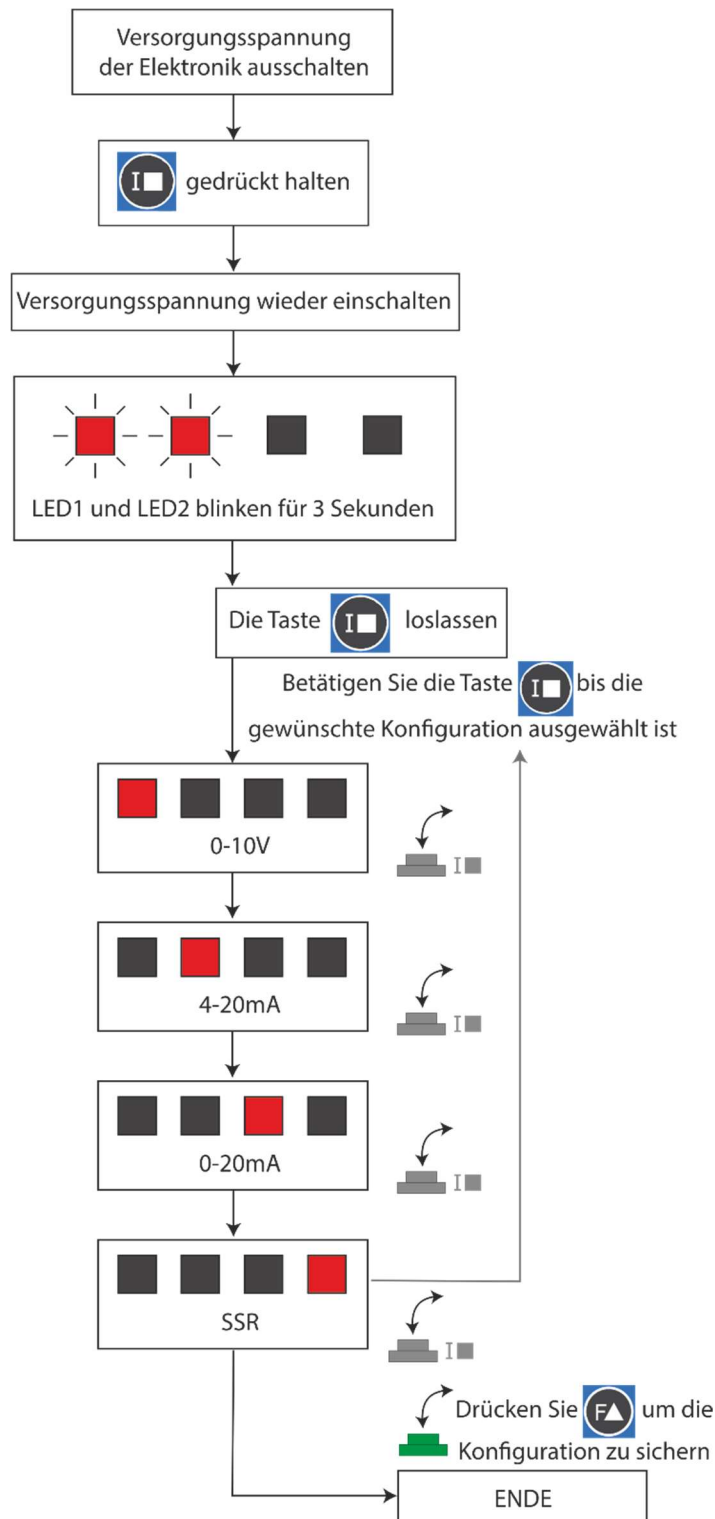 Versorgungsspannung
der Elektronik ausschalten
I■ gedrückt halten
Versorgungsspannung wieder einschalten
LED1 und LED2 blinken für 3 Sekunden
Die Taste I■ loslassen
Betätigen Sie die Taste I■ bis die
gewünschte Konfiguration ausgewählt ist
0-10V
I■
4-20mA
I■
0-20mA
I■
SSR
I■
Drücken Sie F▲ um die
Konfiguration zu sichern
ENDE